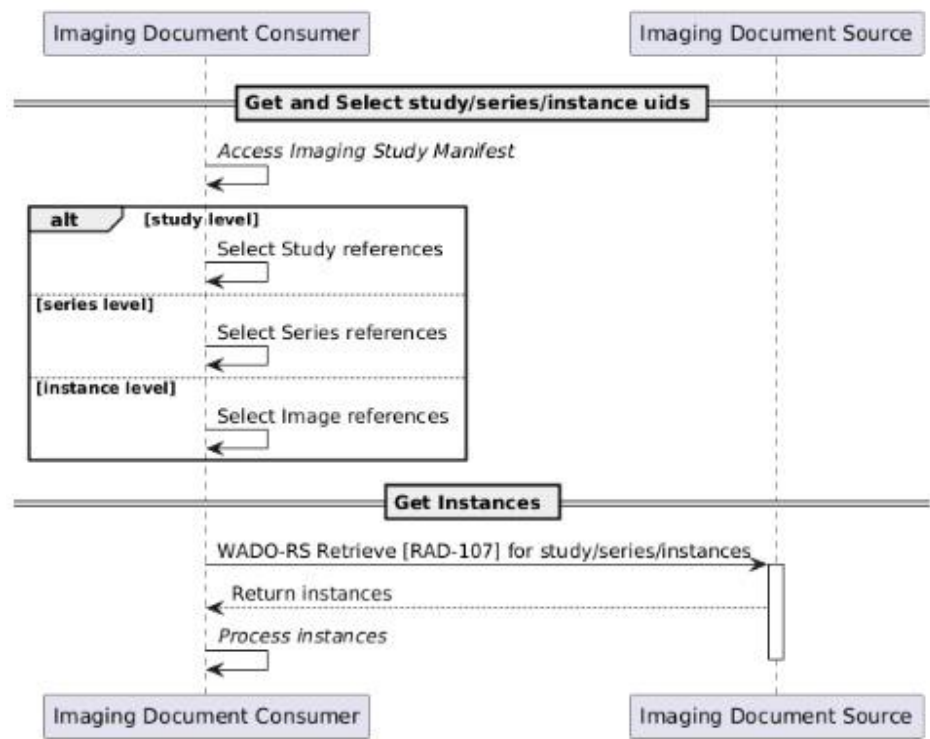 Imaging Document Consumer
Imaging Document Source
Get and Select study/series/instance uids
Access Imaging Study Manifest
alt [study level]
Select Study references
[series level]
Select Series references
[instance level]
Select Image references
Get Instances
WADO-RS Retrieve [RAD-107] for study/series/instances
Return instances
Process instances
Imaging Document Consumer
Imaging Document Source